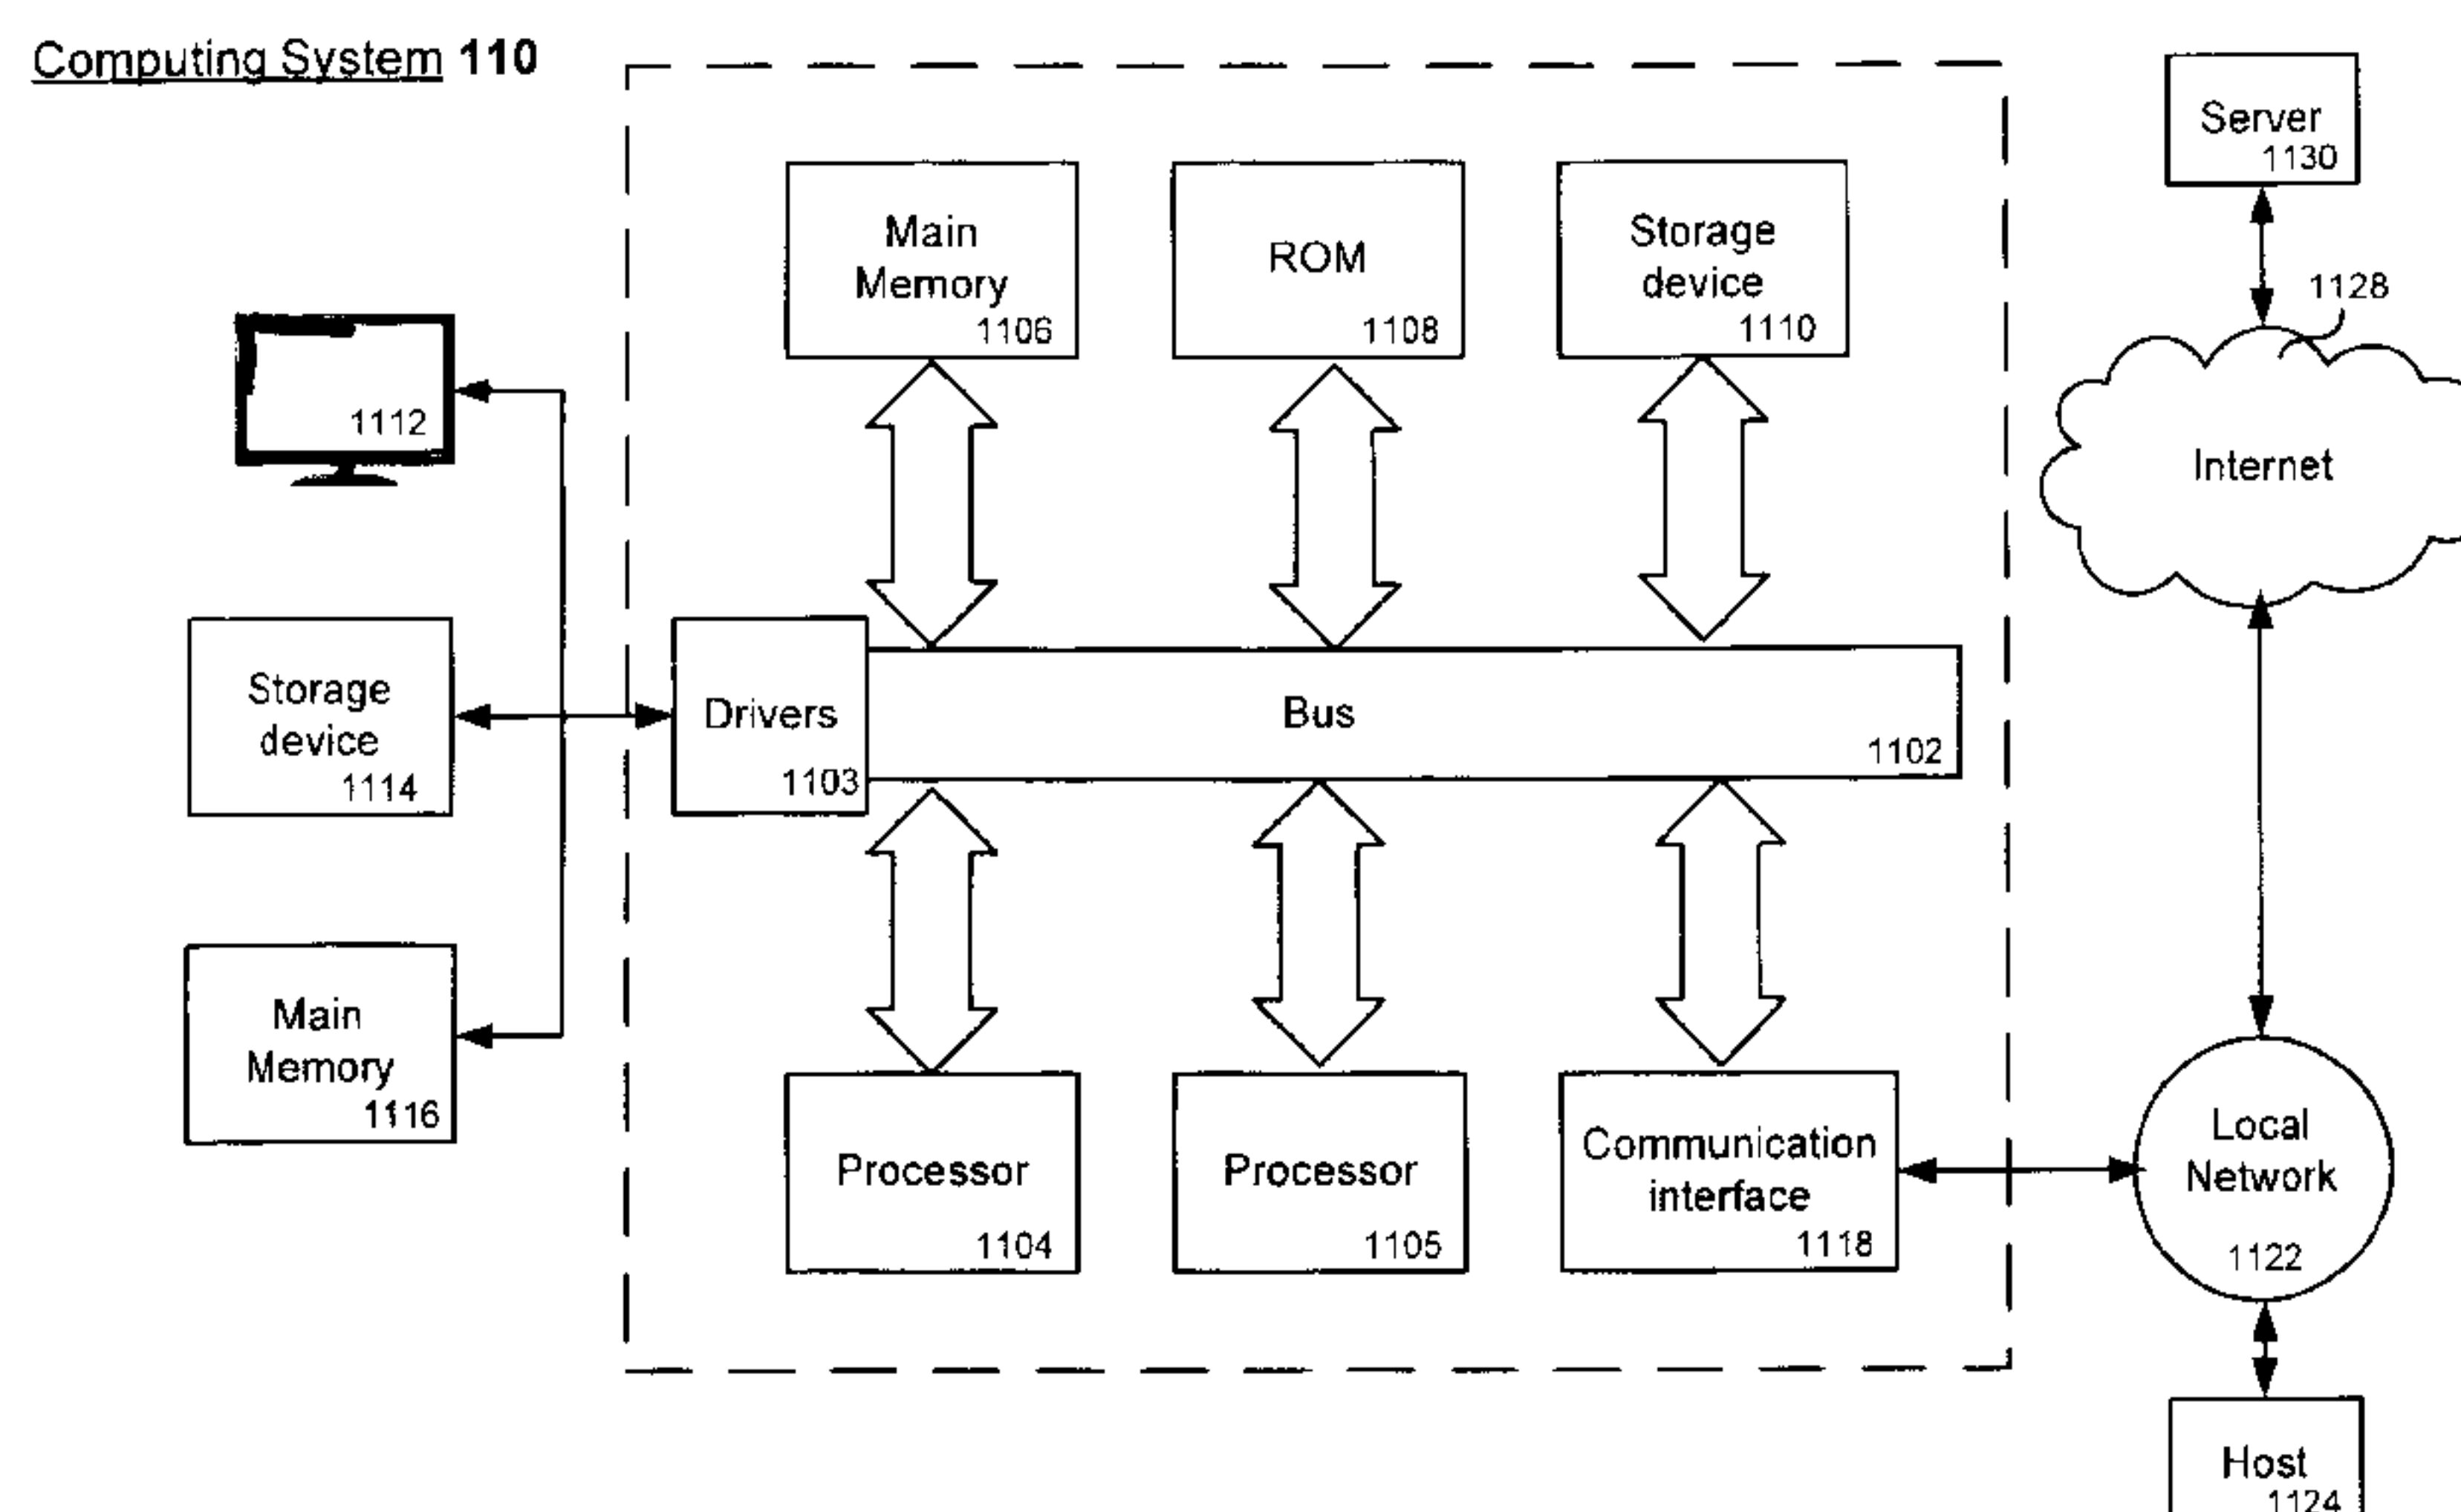 Computing System 110
Server
1130
Main
Memory
1106
ROM
1108
Storage
device
1110
1128
1112
Internet
Storage
device
1114
Drivers
1103
Bus
1102
Main
Memory
1116
Processor
1104
Processor
1105
Communication
interface
1118
Local
Network
1122
Host
1124